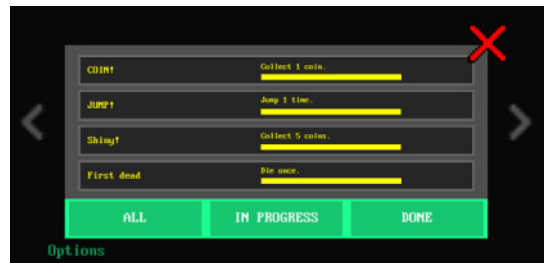 COIN! Collect 1 coin.
JUMP! Jump 1 time.
Shiny! Collect 5 coins.
First dead Die once.
ALL IN PROGRESS DONE
Options